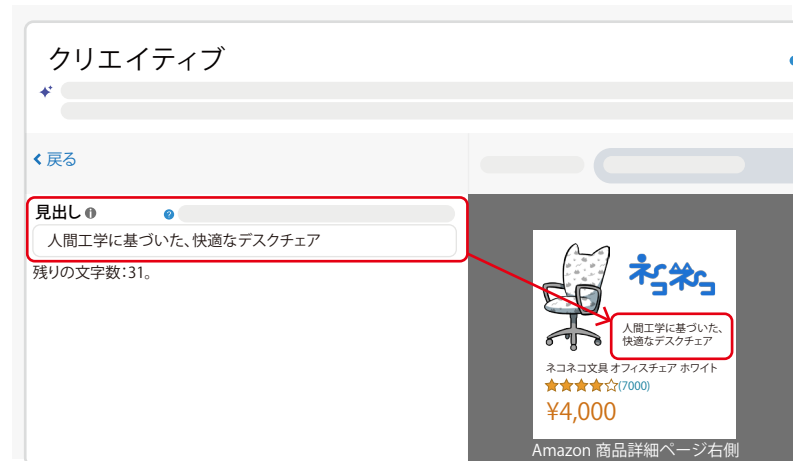 クリエイティブ
戻る
見出し
人間工学に基づいた、快適なデスクチェア
残りの文字数:31。
ネコネコ
人間工学に基づいた、
快適なデスクチェア
ネコネコ文具 オフィスチェア ホワイト
(7000)
¥4,000
Amazon 商品詳細ページ右側